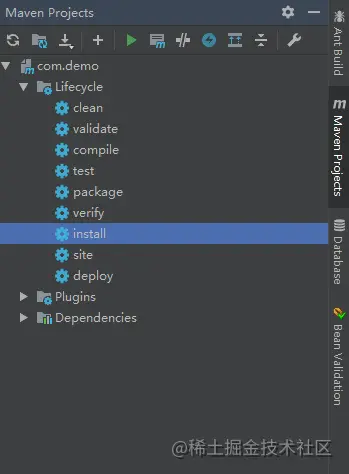 Maven Projects
com.demo
Lifecycle
clean
validate
compile
test
package
verify
install
site
deploy
Plugins
Dependencies
Ant Build
m Maven Projects
Database
Bean Validation
@稀土掘金技术社区